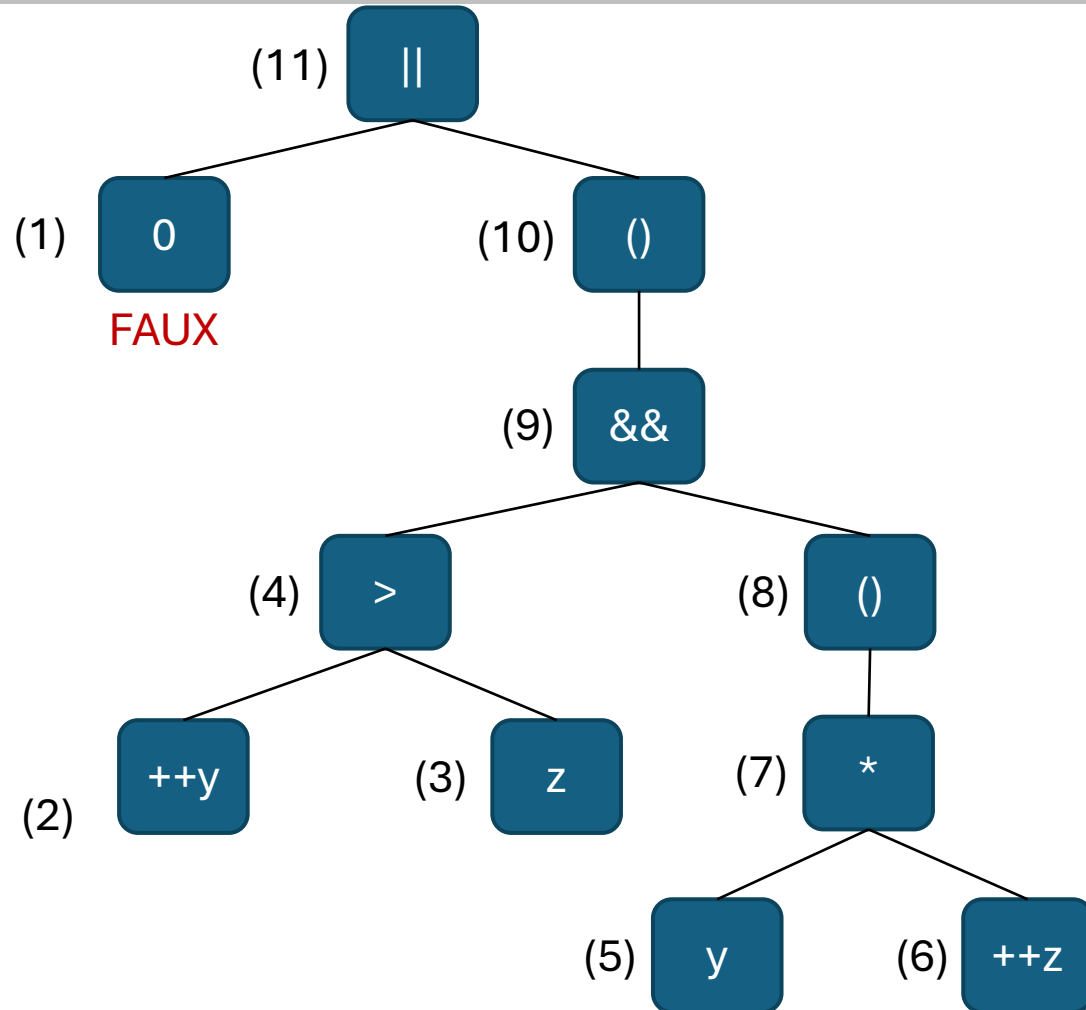 (11) ||
(1) 0
(10) ()
FAUX
(9) &&
(4) >
(8) ()
(2) ++y
(3) z
(7) *
(5) y
(6) ++z